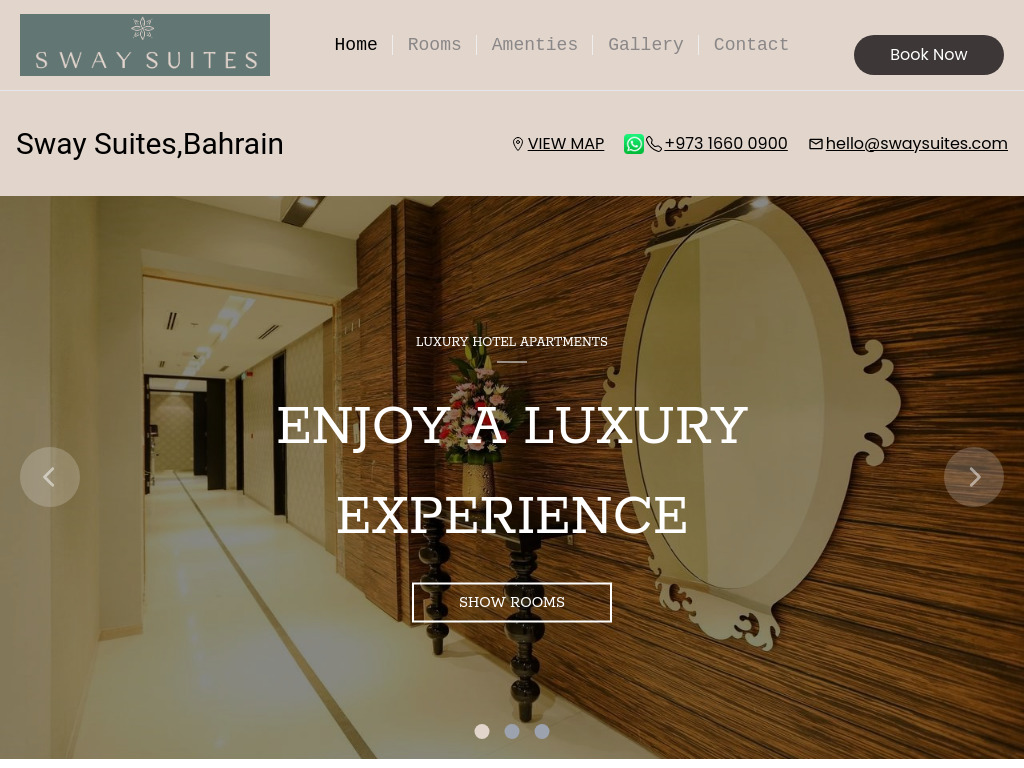 SWAY SUITES
Home
Rooms
Amenties
Gallery
Contact
Book Now
Sway Suites,Bahrain
VIEW MAP
+973 1660 0900
hello@swaysuites.com
LUXURY HOTEL APARTMENTS
ENJOY A LUXURY
EXPERIENCE
SHOW ROOMS